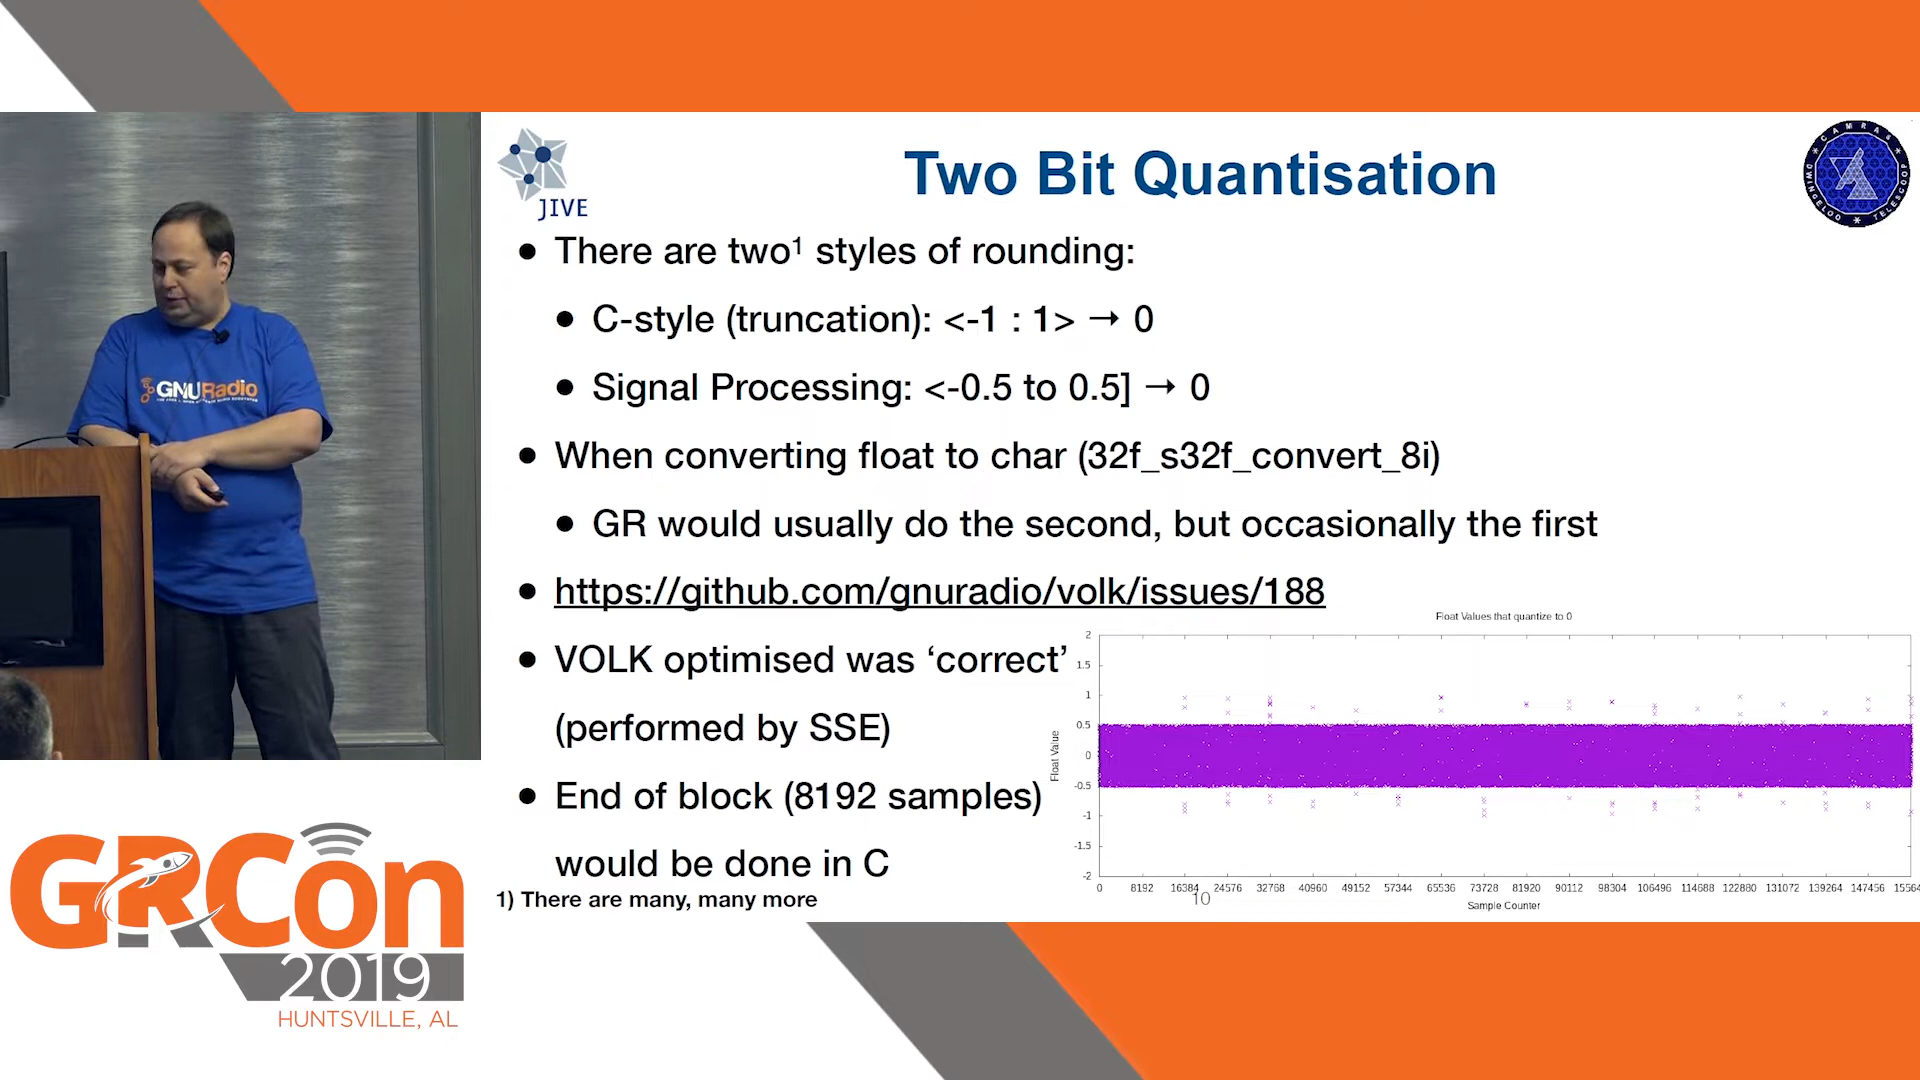 JIVE
Two Bit Quantisation
CAMRAS
DWINGELOO TELESCOOP
• There are two¹ styles of rounding:
• C-style (truncation): <-1 : 1> → 0
• Signal Processing: <-0.5 to 0.5] → 0
• When converting float to char (32f_s32f_convert_8i)
• GR would usually do the second, but occasionally the first
• https://github.com/gnuradio/volk/issues/188
• VOLK optimised was ‘correct’
(performed by SSE)
• End of block (8192 samples)
would be done in C
1) There are many, many more
10
Float Values that quantize to 0
Float Value
2
1.5
1
0.5
0
-0.5
-1
-1.5
-2
0 8192 16384 24576 32768 40960 49152 57344 65536 73728 81920 90112 98304 106496 114688 122880 131072 139264 147456 15564
Sample Counter
GNURadio
GRCon
2019
HUNTSVILLE, AL